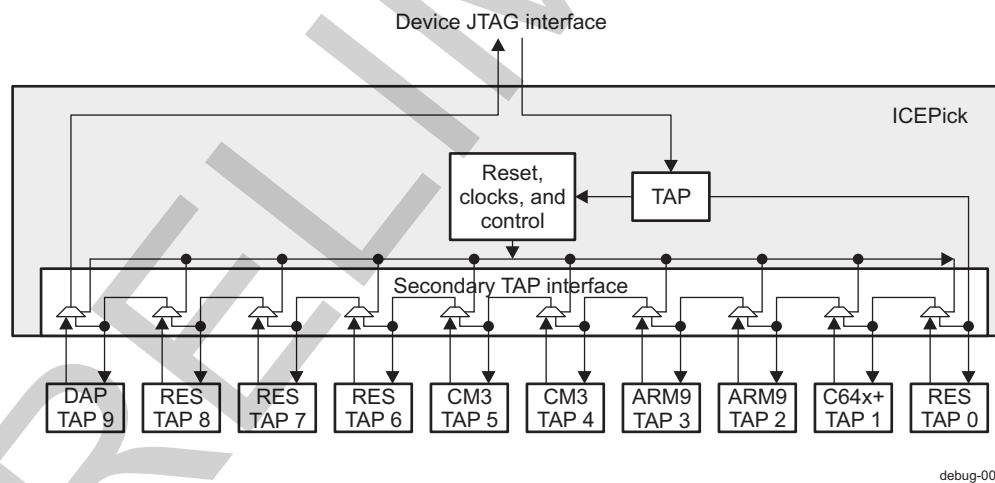 Device JTAG interface
ICEPick
Reset,
clocks, and
control
TAP
Secondary TAP interface
DAP
TAP 9
RES
TAP 8
RES
TAP 7
RES
TAP 6
CM3
TAP 5
CM3
TAP 4
ARM9
TAP 3
ARM9
TAP 2
C64x+
TAP 1
RES
TAP 0
debug-00
RELIM